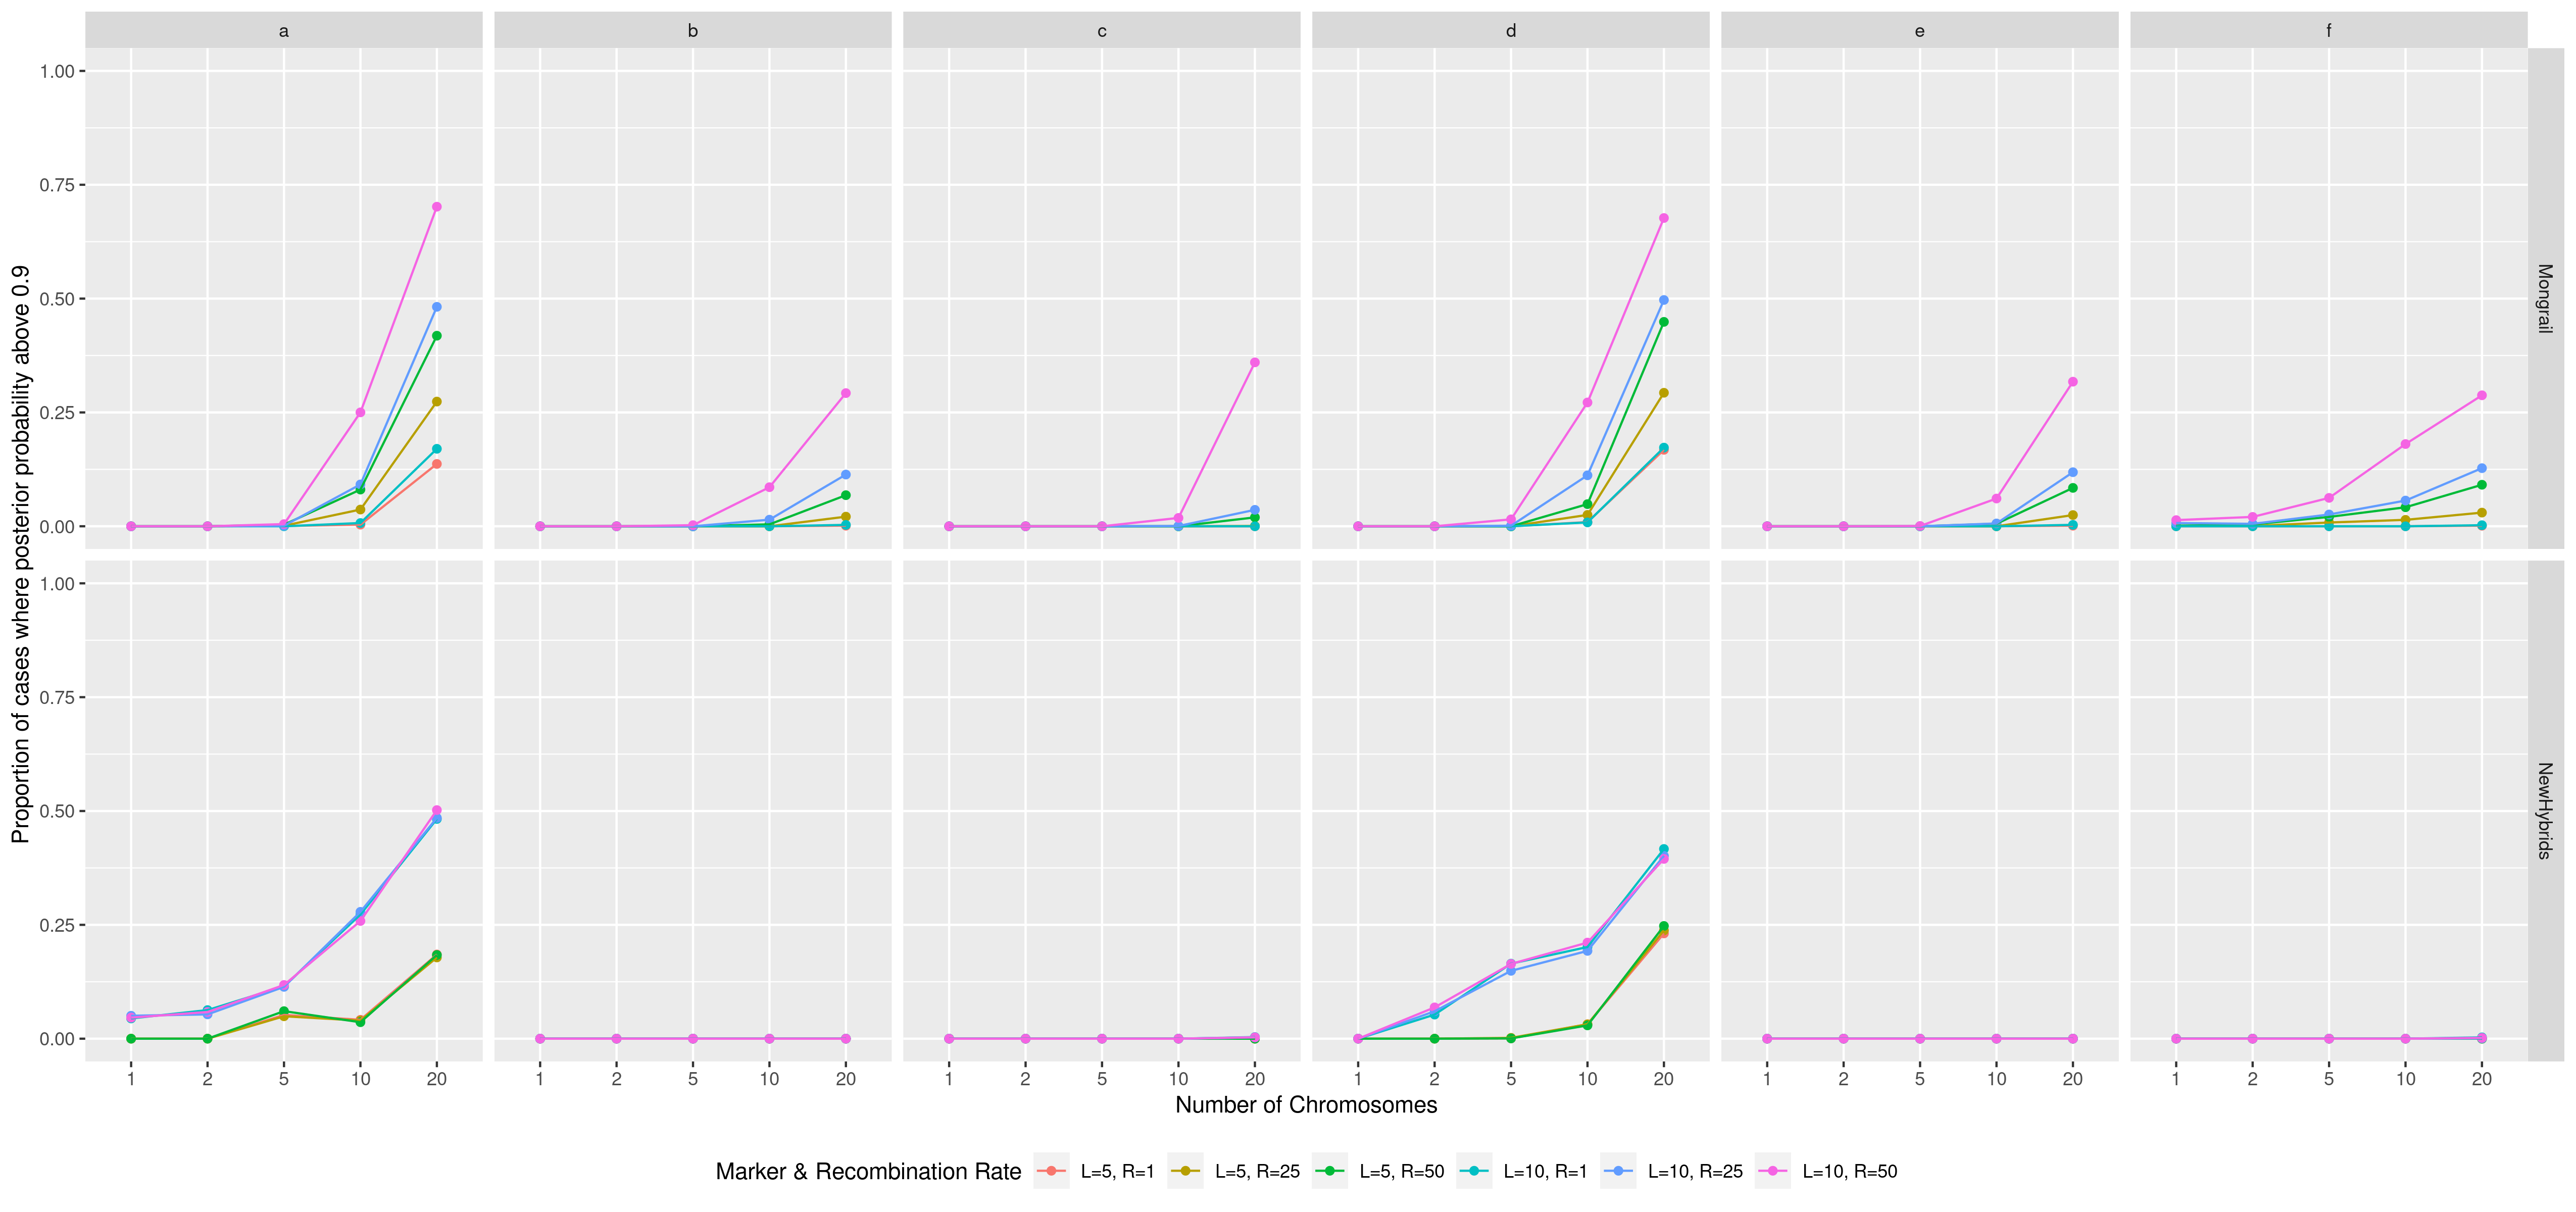 a b c d e f
1.00
0.75
0.50
0.25
0.00
Mongrail
Proportion of cases where posterior probability above 0.9
1.00
0.75
0.50
0.25
0.00
NewHybrids
1 2 5 10 20 1 2 5 10 20 1 2 5 10 20 1 2 5 10 20 1 2 5 10 20 1 2 5 10 20
Number of Chromosomes
Marker & Recombination Rate L=5, R=1 L=5, R=25 L=5, R=50 L=10, R=1 L=10, R=25 L=10, R=50